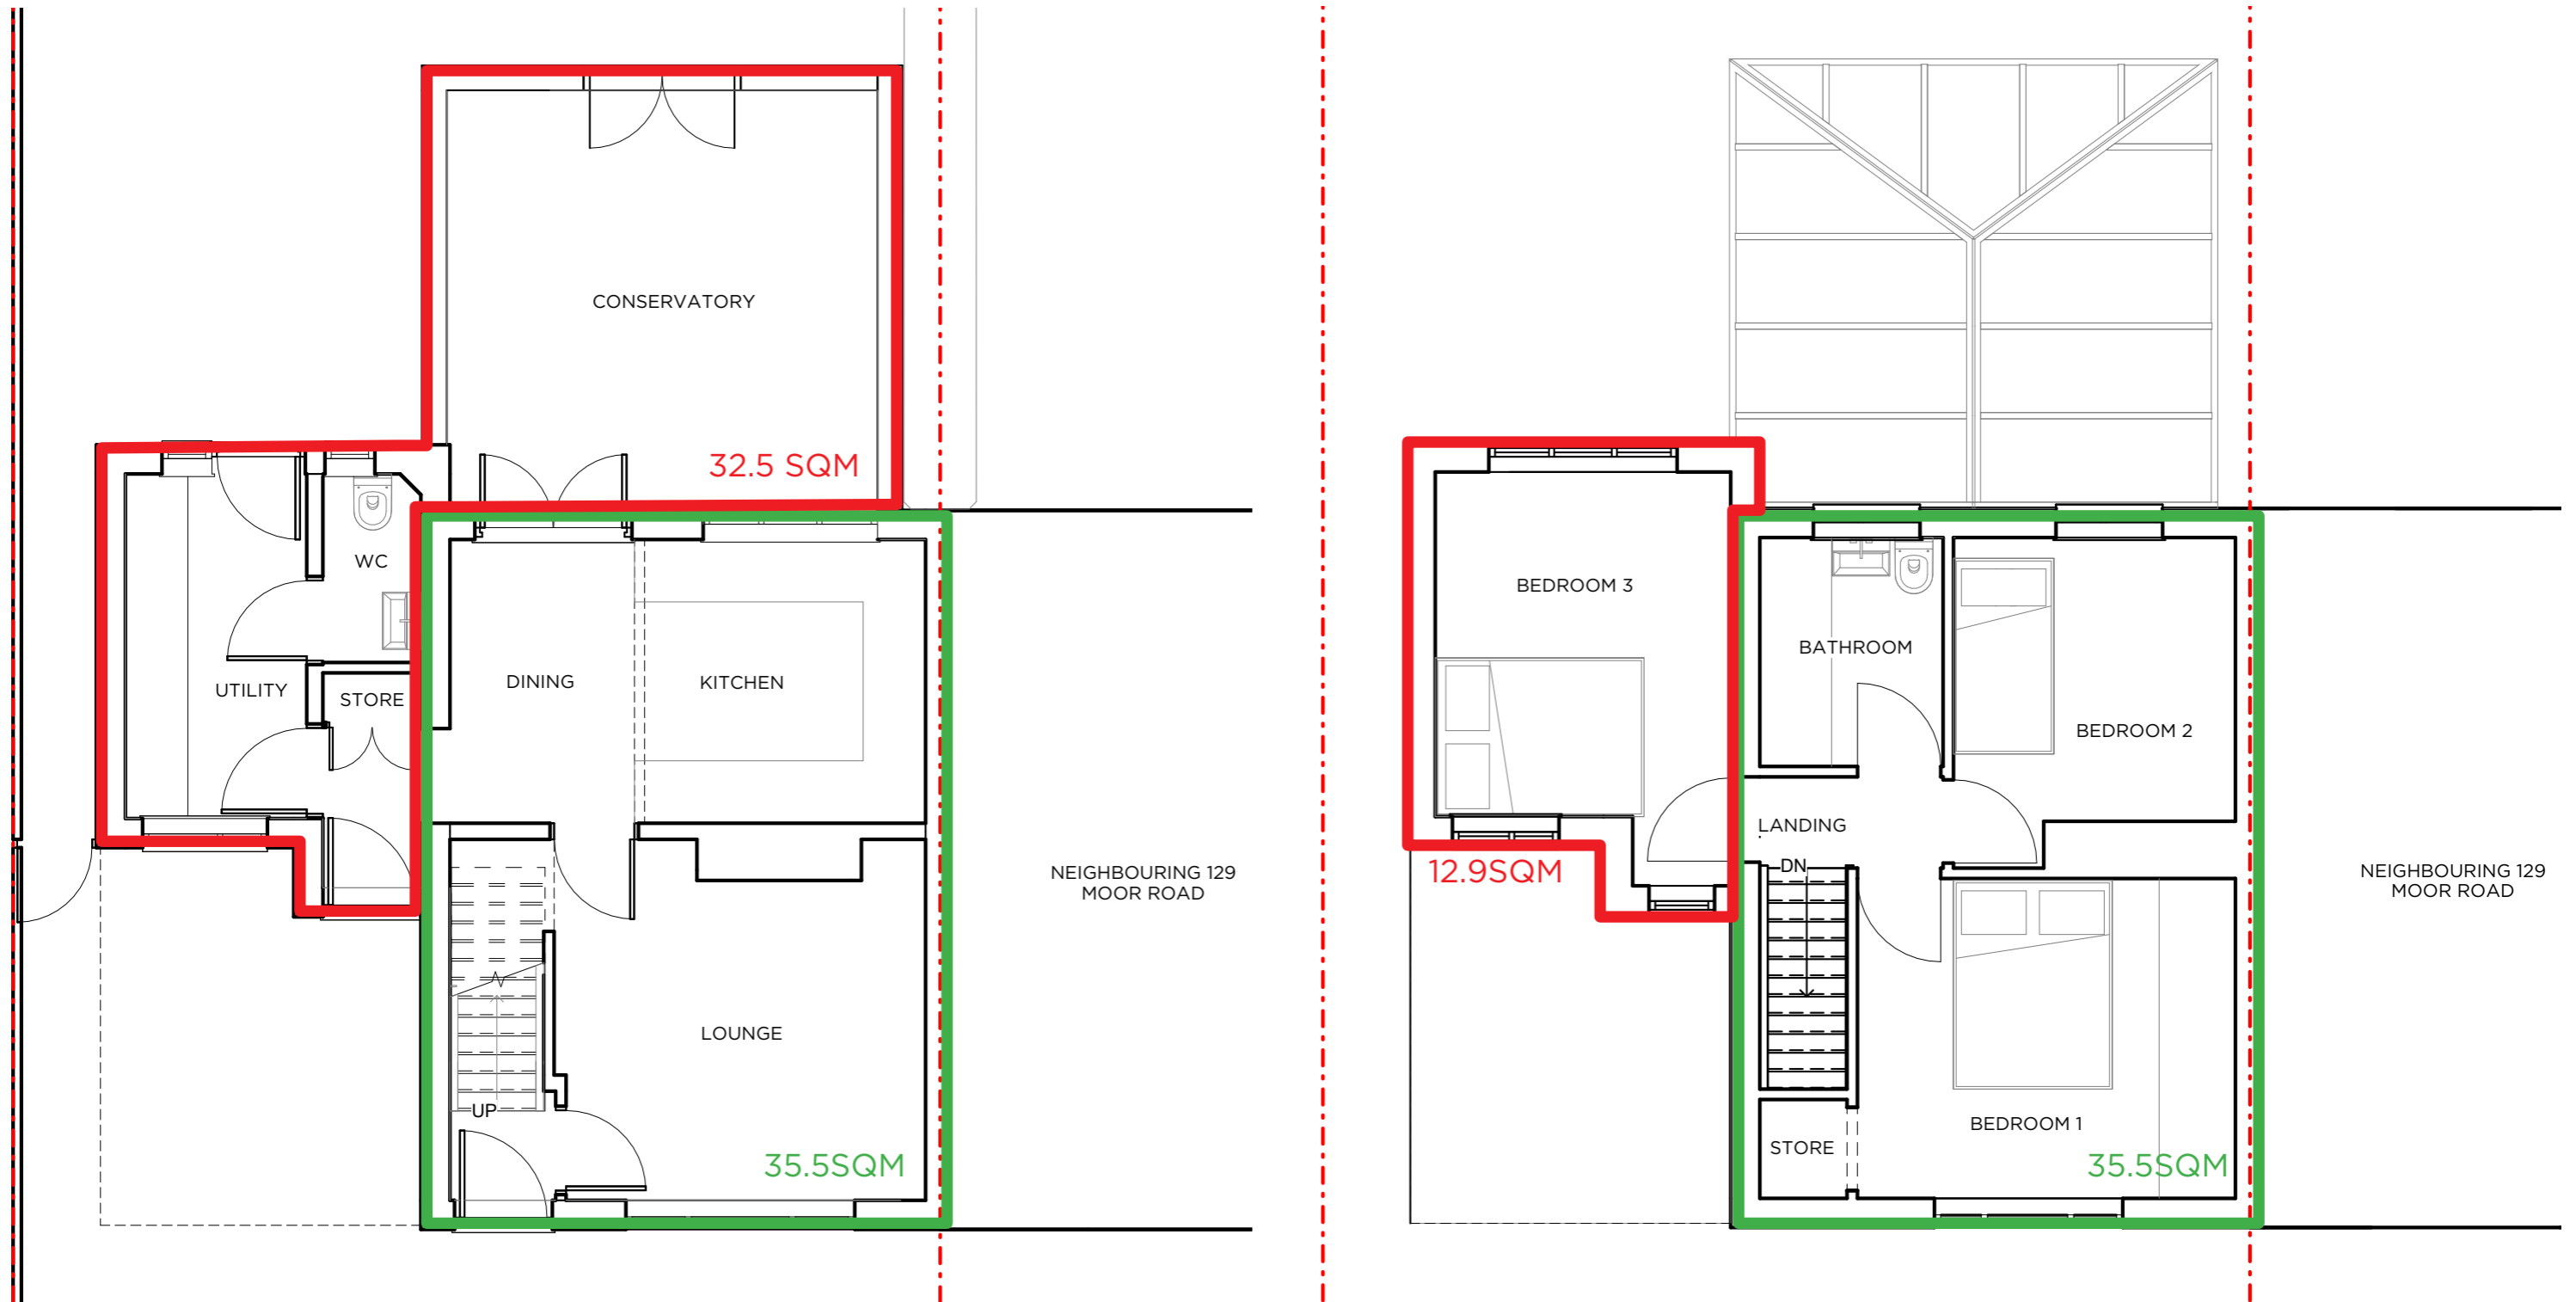 CONSERVATORY
32.5 SQM
WC
UTILITY
STORE
DINING
KITCHEN
LOUNGE
UP
35.5SQM
NEIGHBOURING 129
MOOR ROAD
BEDROOM 3
12.9SQM
BATHROOM
BEDROOM 2
LANDING
DN
STORE
BEDROOM 1
35.5SQM
NEIGHBOURING 129
MOOR ROAD